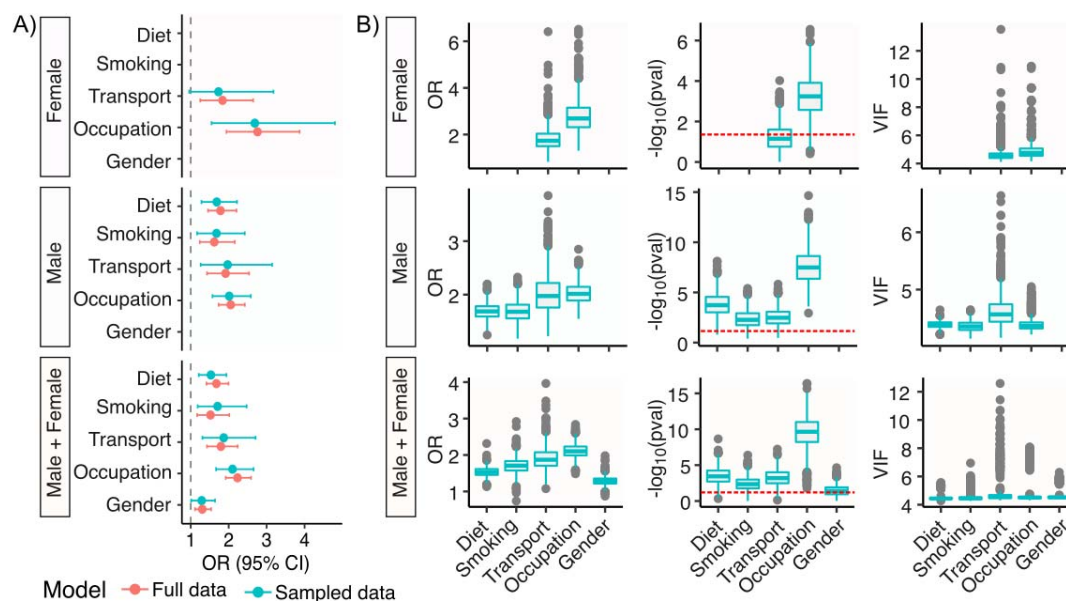 A)
Female
Diet
Smoking
Transport
Occupation
Gender
Male
Diet
Smoking
Transport
Occupation
Gender
Male + Female
Diet
Smoking
Transport
Occupation
Gender
1 2 3 4
OR (95% CI)
Model Full data Sampled data
B)
Female
OR
6
4
2
-log10(pval)
6
4
2
0
VIF
12
10
8
6
4
Male
OR
3
2
-log10(pval)
15
10
5
0
VIF
6
5
Male + Female
OR
4
3
2
1
-log10(pval)
15
10
5
0
VIF
12
10
8
6
4
Diet
Smoking
Transport
Occupation
Gender
Diet
Smoking
Transport
Occupation
Gender
Diet
Smoking
Transport
Occupation
Gender